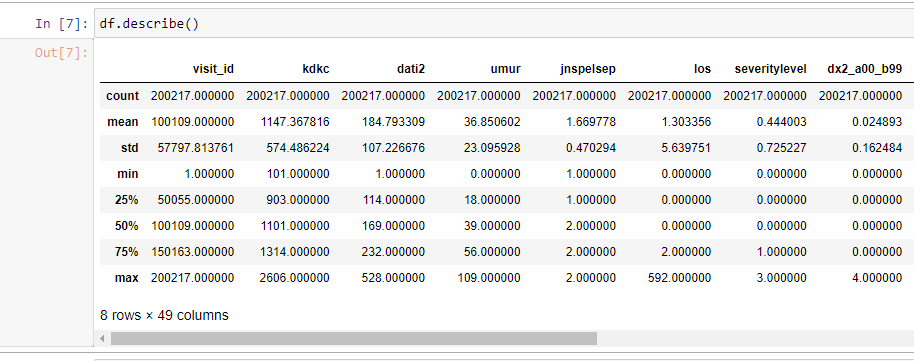 In [7]: df.describe()
Out[7]:
visit_id kdkc dati2 umur jnspelsep los severitylevel dx2_a00_b99
count 200217.000000 200217.000000 200217.000000 200217.000000 200217.000000 200217.000000 200217.000000 200217.000000
mean 100109.000000 1147.367816 184.793309 36.850602 1.669778 1.303356 0.444003 0.024893
std 57797.813761 574.486224 107.226676 23.095928 0.470294 5.639751 0.725227 0.162484
min 1.000000 101.000000 1.000000 0.000000 1.000000 0.000000 0.000000 0.000000
25% 50055.000000 903.000000 114.000000 18.000000 1.000000 0.000000 0.000000 0.000000
50% 100109.000000 1101.000000 169.000000 39.000000 2.000000 0.000000 0.000000 0.000000
75% 150163.000000 1314.000000 232.000000 56.000000 2.000000 2.000000 1.000000 0.000000
max 200217.000000 2606.000000 528.000000 109.000000 2.000000 592.000000 3.000000 4.000000
8 rows × 49 columns